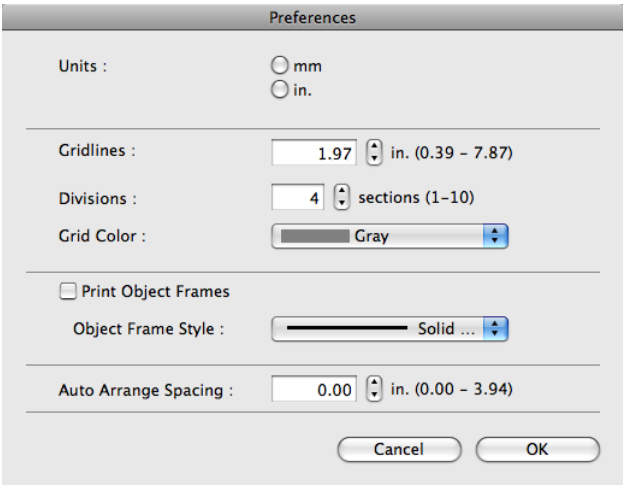 Preferences
Units :
mm
in.
Gridlines : 1.97 in. (0.39 – 7.87)
Divisions : 4 sections (1–10)
Grid Color : Gray
Print Object Frames
Object Frame Style : Solid ...
Auto Arrange Spacing : 0.00 in. (0.00 – 3.94)
Cancel OK